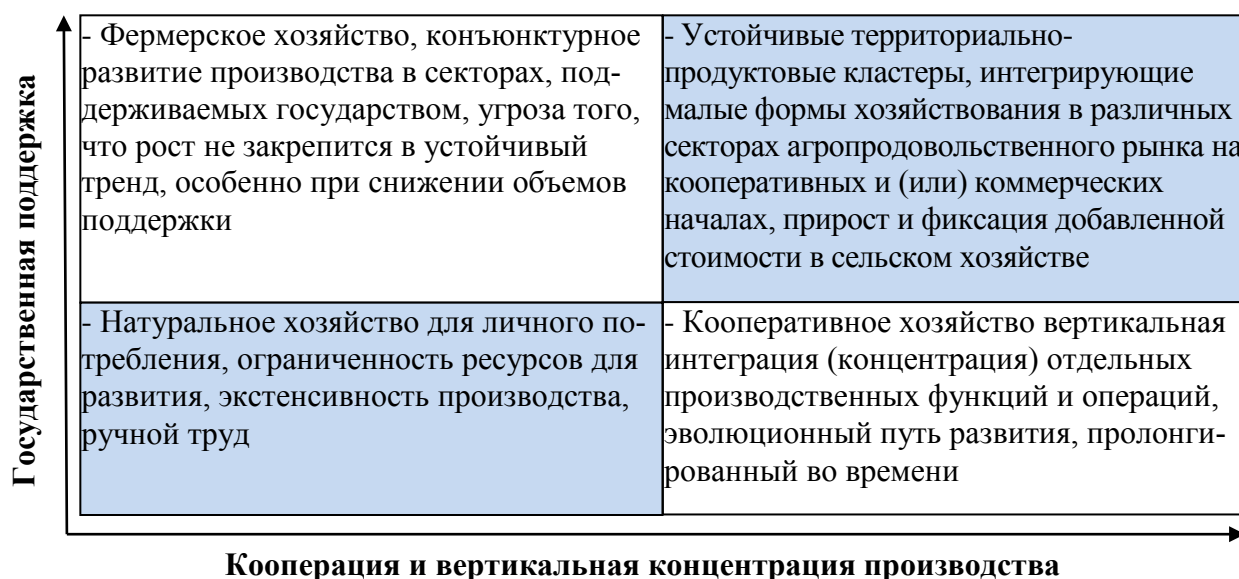 Государственная поддержка
- Фермерское хозяйство, конъюнктурное
развитие производства в секторах, под-
держиваемых государством, угроза того,
что рост не закрепится в устойчивый
тренд, особенно при снижении объемов
поддержки
- Устойчивые территориально-
продуктовые кластеры, интегрирующие
малые формы хозяйствования в различных
секторах агропродовольственного рынка на
кооперативных и (или) коммерческих
началах, прирост и фиксация добавленной
стоимости в сельском хозяйстве
- Натуральное хозяйство для личного по-
требления, ограниченность ресурсов для
развития, экстенсивность производства,
ручной труд
- Кооперативное хозяйство вертикальная
интеграция (концентрация) отдельных
производственных функций и операций,
эволюционный путь развития, пролонги-
рованный во времени
Кооперация и вертикальная концентрация производства